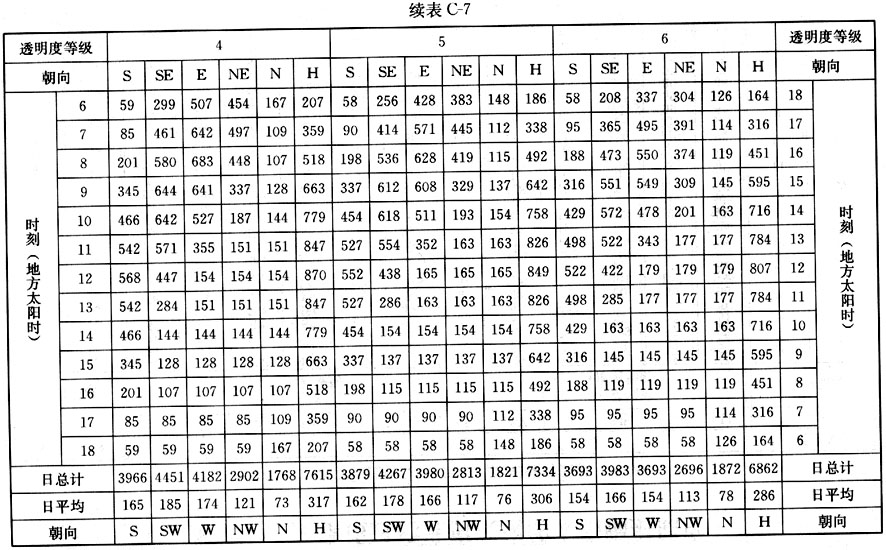 续表 C-7
透明度等级 4 5 6 透明度等级
朝向 S SE E NE N H S SE E NE N H S SE E NE N H 朝向
时刻（地方太阳时） 时刻（地方太阳时）
6 59 299 507 454 167 207 58 256 428 383 148 186 58 208 337 304 126 164 18
7 85 461 642 497 109 359 90 414 571 445 112 338 95 365 495 391 114 316 17
8 201 580 683 448 107 518 198 536 628 419 115 492 188 473 550 374 119 451 16
9 345 644 641 337 128 663 337 612 608 329 137 642 316 551 549 309 145 595 15
10 466 642 527 187 144 779 454 618 511 193 154 758 429 572 478 201 163 716 14
11 542 571 355 151 151 847 527 554 352 163 163 826 498 522 343 177 177 784 13
12 568 447 154 154 154 870 552 438 165 165 165 849 522 422 179 179 179 807 12
13 542 284 151 151 151 847 527 286 163 163 163 826 498 285 177 177 177 784 11
14 466 144 144 144 144 779 454 154 154 154 154 758 429 163 163 163 163 716 10
15 345 128 128 128 128 663 337 137 137 137 137 642 316 145 145 145 145 595 9
16 201 107 107 107 107 518 198 115 115 115 115 492 188 119 119 119 119 451 8
17 85 85 85 85 109 359 90 90 90 90 112 338 95 95 95 95 114 316 7
18 59 59 59 59 167 207 58 58 58 58 148 186 58 58 58 58 126 164 6
日总计 3966 4451 4182 2902 1768 7615 3879 4267 3980 2813 1821 7334 3693 3983 3693 2696 1872 6862 日总计
日平均 165 185 174 121 73 317 162 178 166 117 76 306 154 166 154 113 78 286 日平均
朝向 S SW W NW N H S SW W NW N H S SW W NW N H 朝向